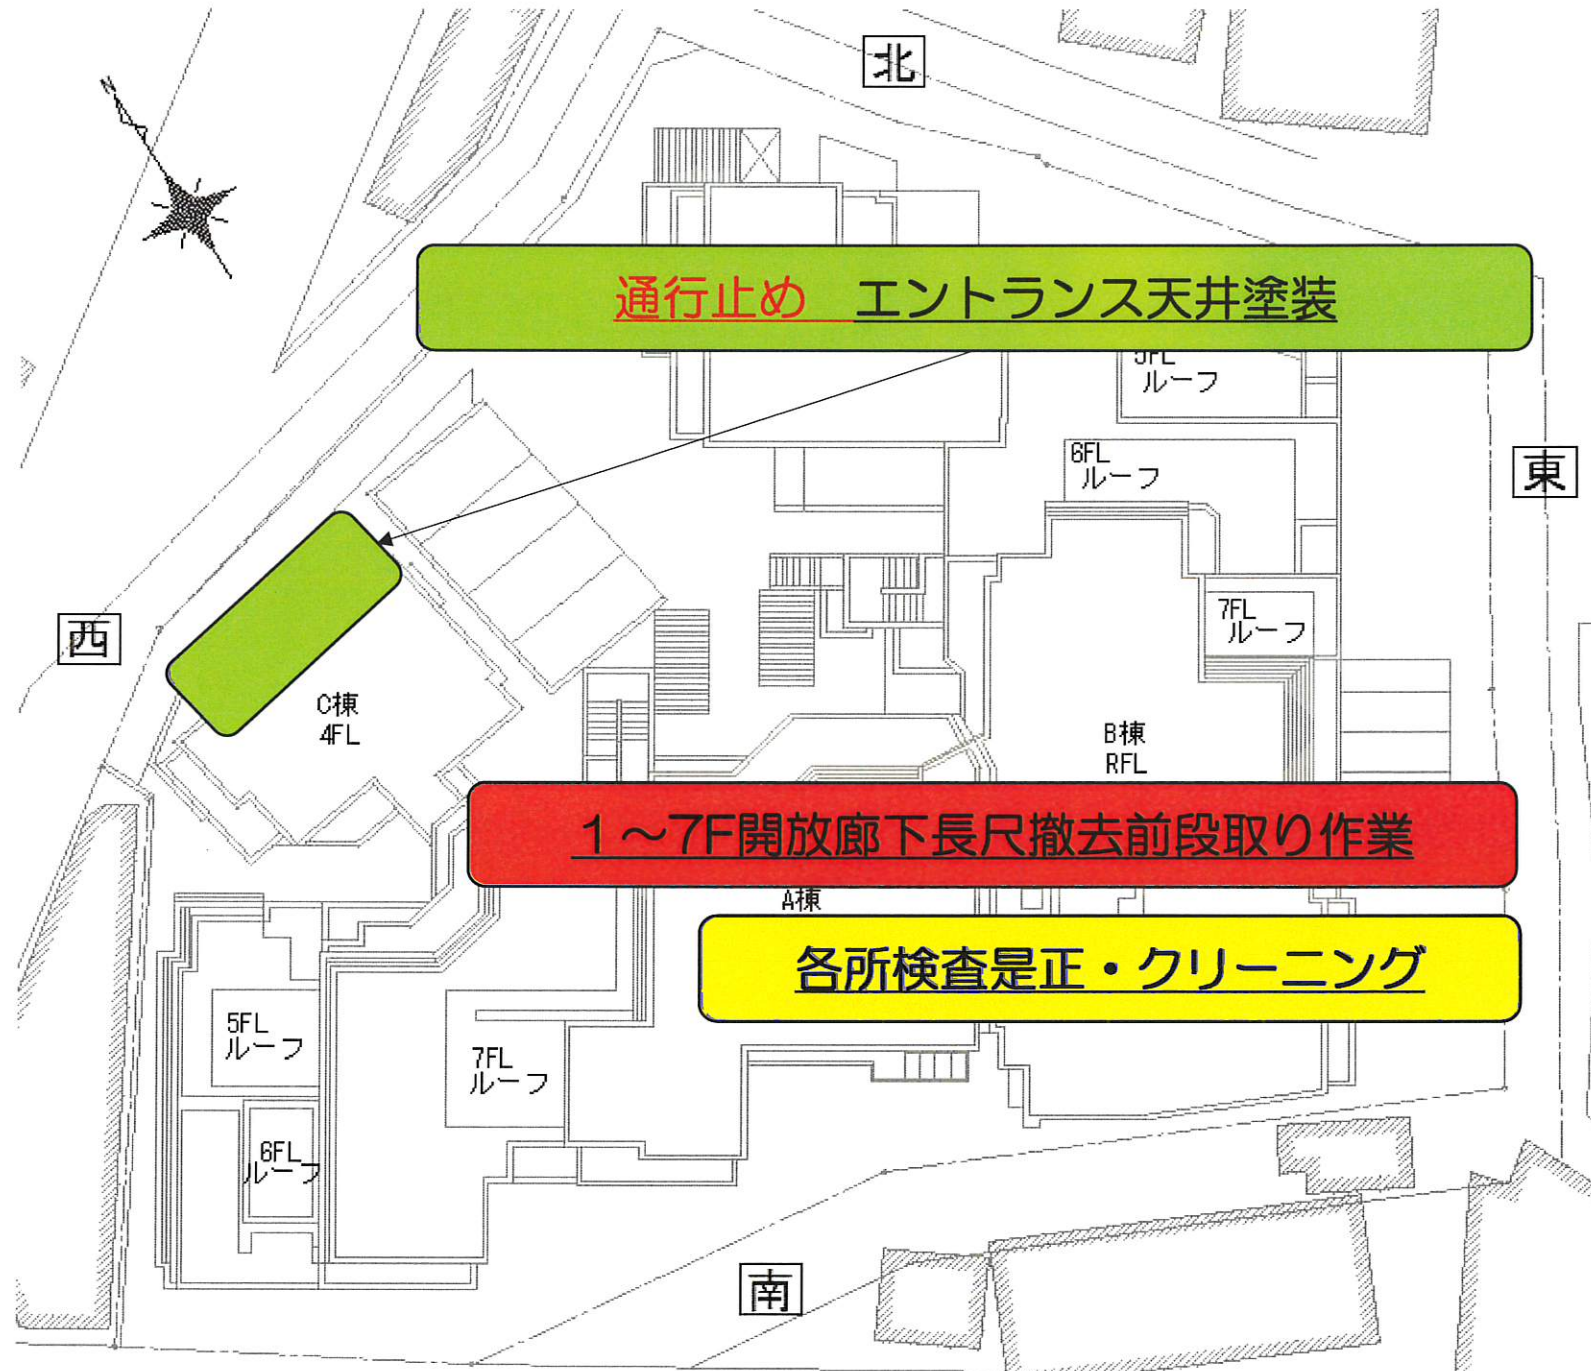 北
N
通行止め　エントランス天井塗装
5FL
ルーフ
6FL
ルーフ
東
7FL
ルーフ
西
C棟
4FL
B棟
RFL
1～7F開放廊下長尺撤去前段取り作業
A棟
各所検査是正・クリーニング
5FL
ルーフ
7FL
ルーフ
6FL
ルーフ
南